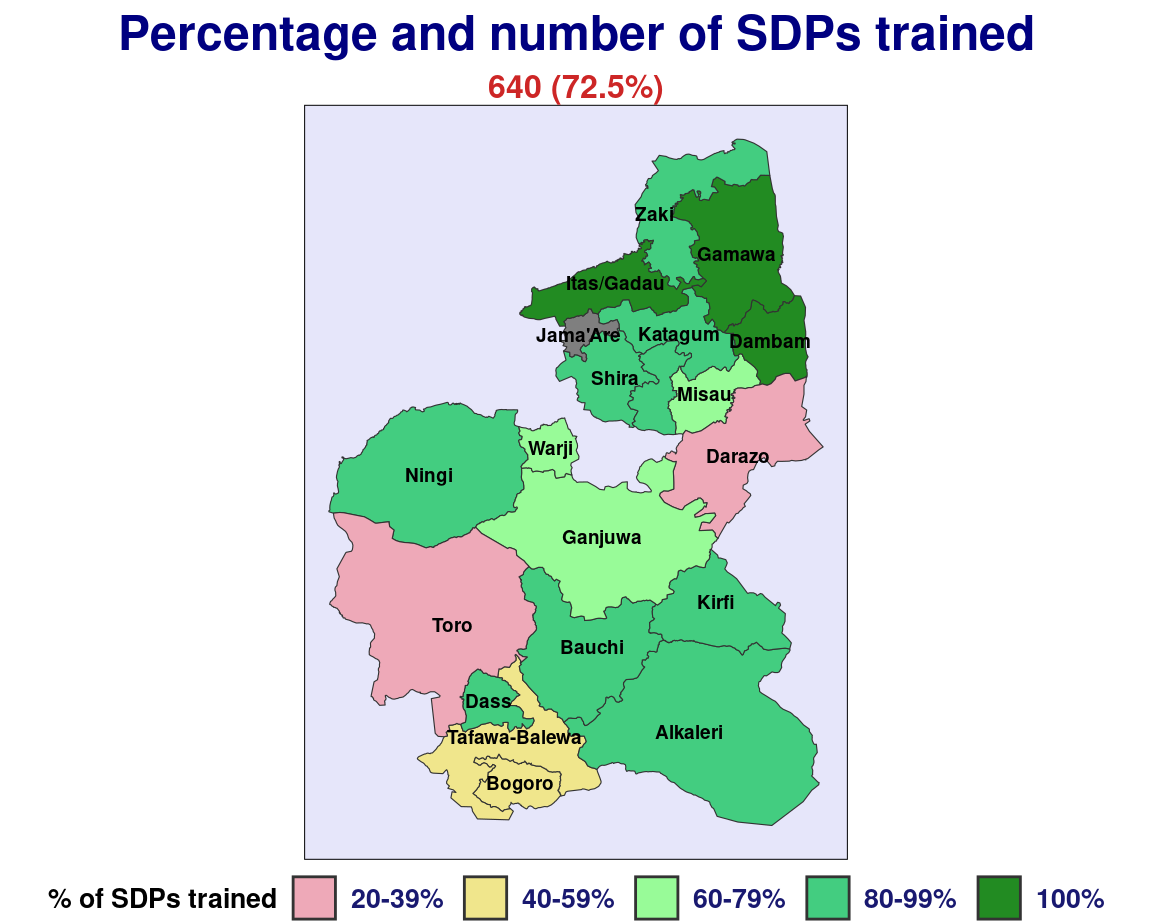 Percentage and number of SDPs trained
640 (72.5%)
Zaki
Gamawa
Itas/Gadau
Jama'Are
Katagum
Dambam
Shira
Misau
Darazo
Warji
Ningi
Ganjuwa
Kirfi
Toro
Bauchi
Dass
Alkaleri
Tafawa-Balewa
Bogoro
% of SDPs trained 20-39% 40-59% 60-79% 80-99% 100%